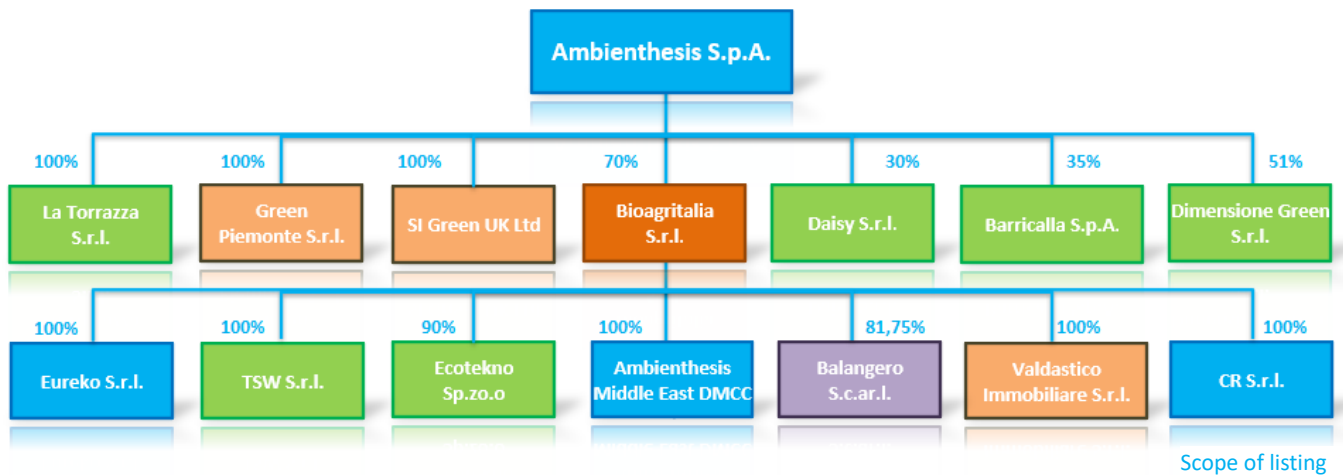 Ambienthesis S.p.A.
100%
100%
100%
70%
30%
35%
51%
La Torrazza
S.r.l.
Green
Piemonte S.r.l.
SI Green UK Ltd
Bioagritalia
S.r.l.
Daisy S.r.l.
Barricalla S.p.A.
Dimensione Green
S.r.l.
100%
100%
90%
100%
81,75%
100%
100%
Eureko S.r.l.
TSW S.r.l.
Ecotekno
Sp.zo.o
Ambienthesis
Middle East DMCC
Balangero
S.c.ar.l.
Valdastico
Immobiliare S.r.l.
CR S.r.l.
Scope of listing